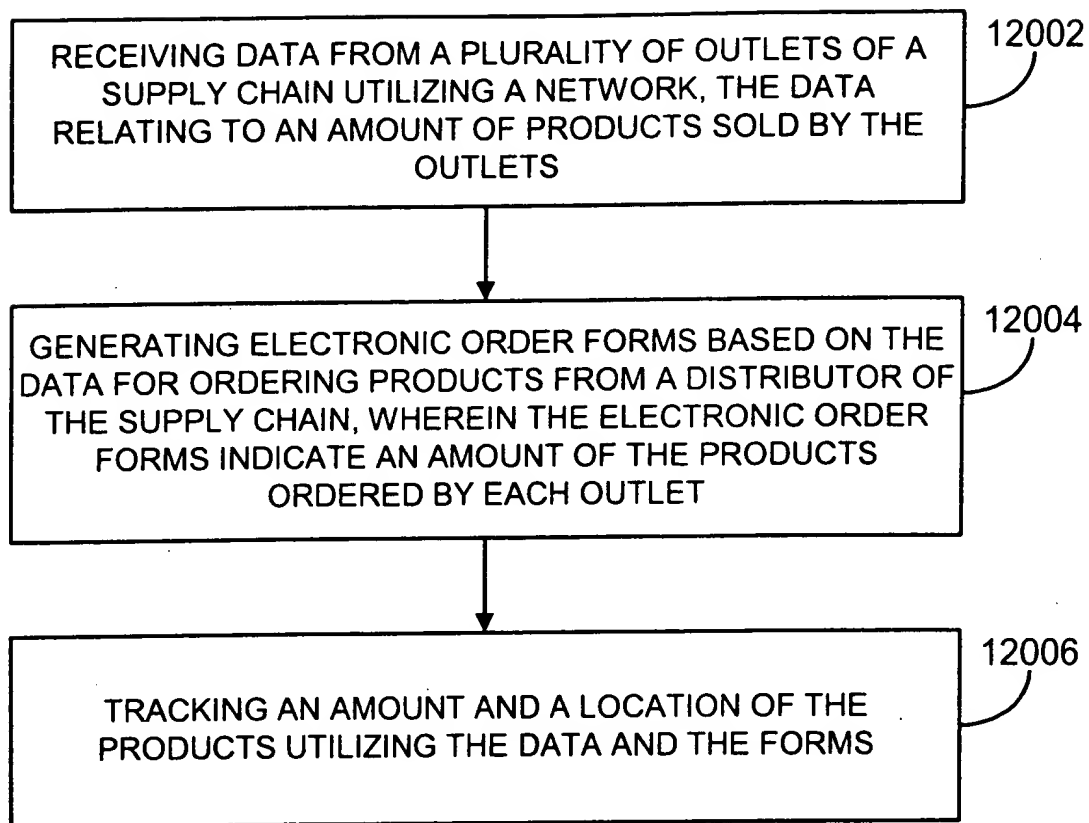 RECEIVING DATA FROM A PLURALITY OF OUTLETS OF A
SUPPLY CHAIN UTILIZING A NETWORK, THE DATA
RELATING TO AN AMOUNT OF PRODUCTS SOLD BY THE
OUTLETS
12002
GENERATING ELECTRONIC ORDER FORMS BASED ON THE
DATA FOR ORDERING PRODUCTS FROM A DISTRIBUTOR OF
THE SUPPLY CHAIN, WHEREIN THE ELECTRONIC ORDER
FORMS INDICATE AN AMOUNT OF THE PRODUCTS
ORDERED BY EACH OUTLET
12004
TRACKING AN AMOUNT AND A LOCATION OF THE
PRODUCTS UTILIZING THE DATA AND THE FORMS
12006